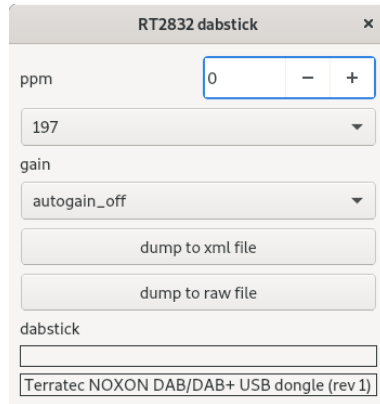 RT2832 dabstick ×
ppm 0 − +
197
gain
autogain_off
dump to xml file
dump to raw file
dabstick
Terratec NOXON DAB/DAB+ USB dongle (rev 1)